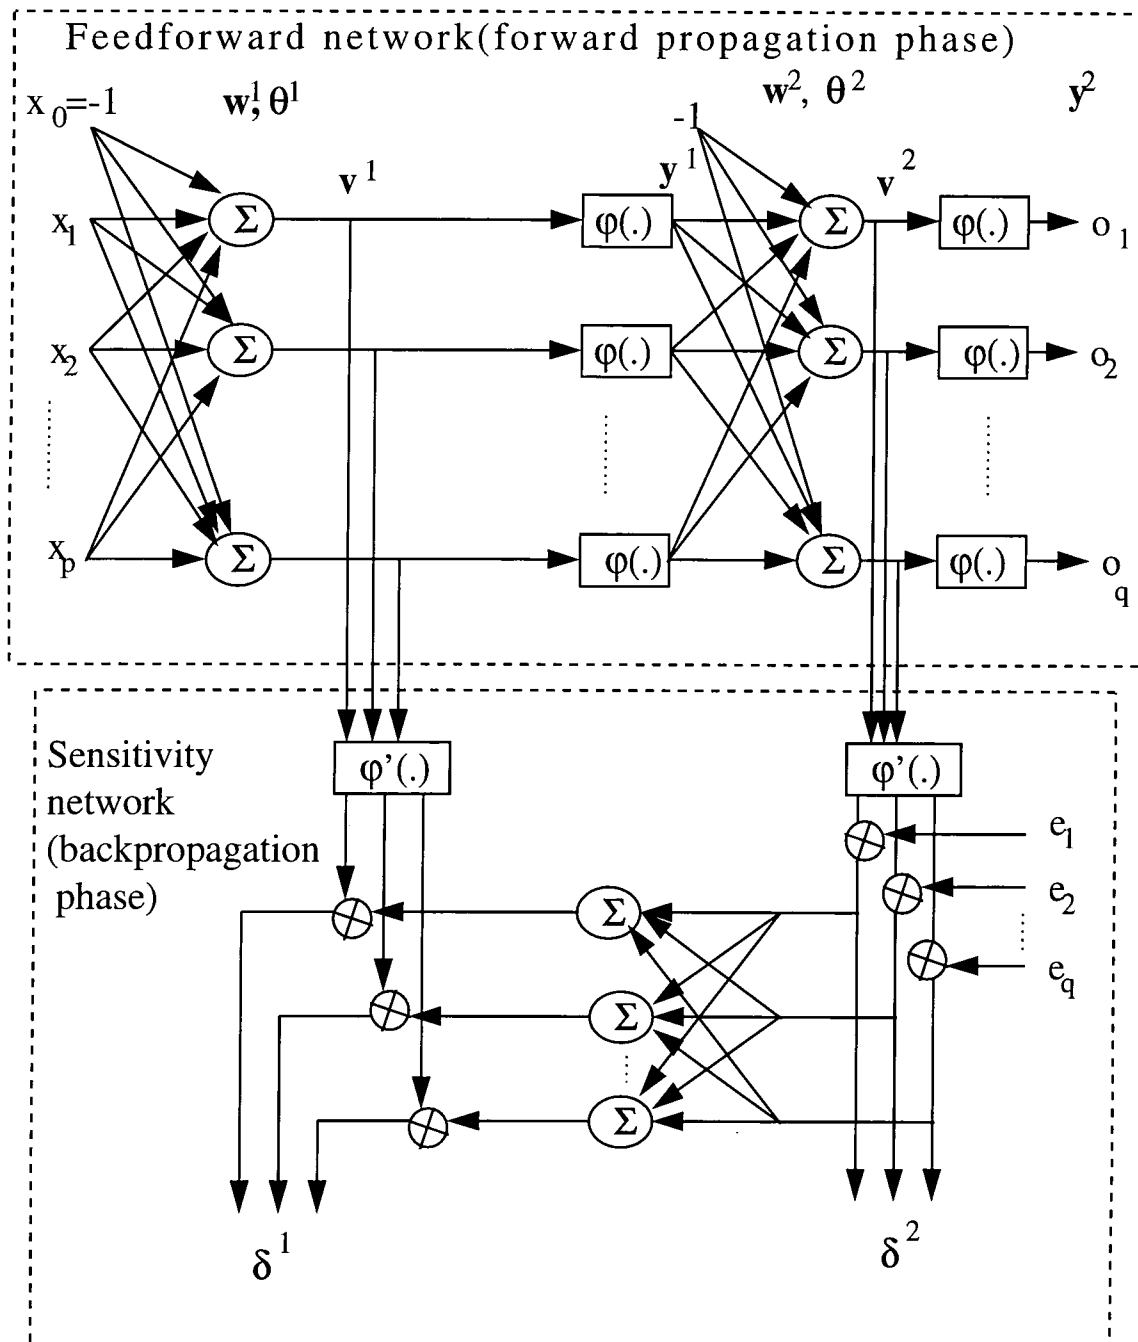 Feedforward network(forward propagation phase)
x0=-1 w1, θ1 w2, θ2 y2
-1
v1 y1 v2
x1 Σ φ(.) Σ φ(.) o1
x2 Σ φ(.) Σ φ(.) o2
xp Σ φ(.) Σ φ(.) oq
Sensitivity
network
(backpropagation
phase)
φ'(.) φ'(.)
e1
e2
eq
Σ
Σ
Σ
δ1 δ2